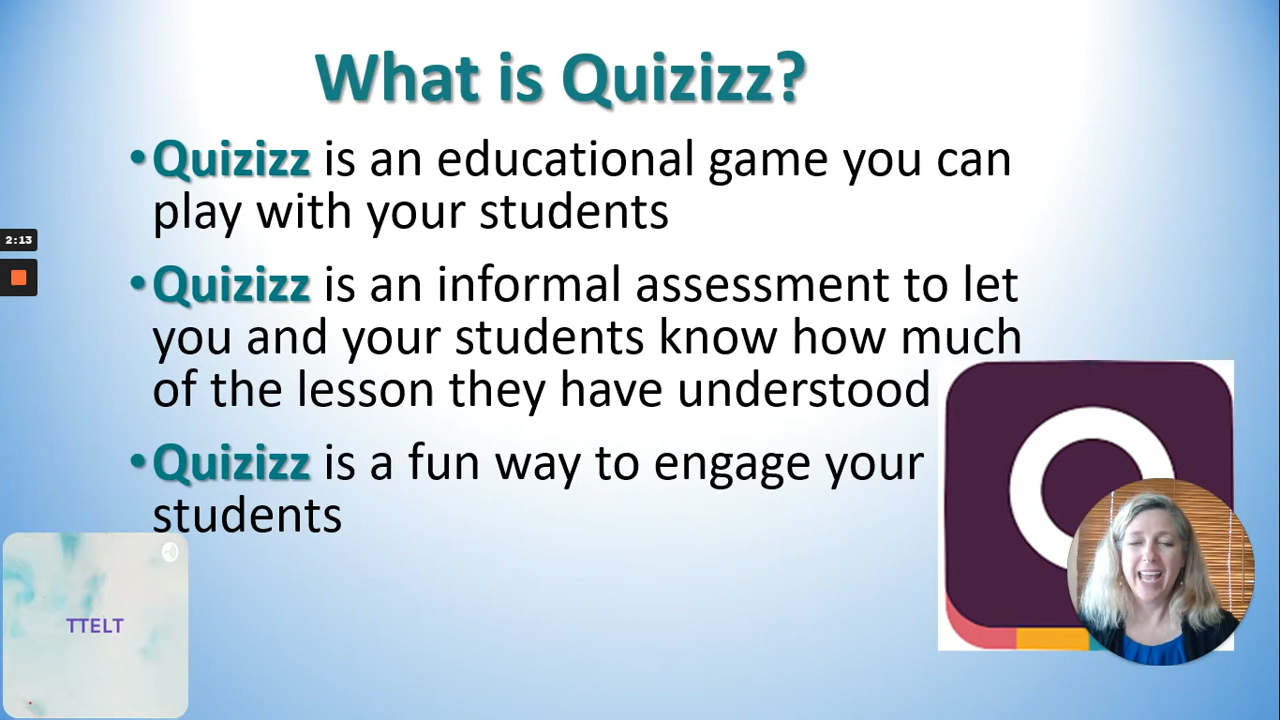 What is Quizizz?
•Quizizz is an educational game you can
play with your students
2:13
•Quizizz is an informal assessment to let
you and your students know how much
of the lesson they have understood
•Quizizz is a fun way to engage your
students
TTELT